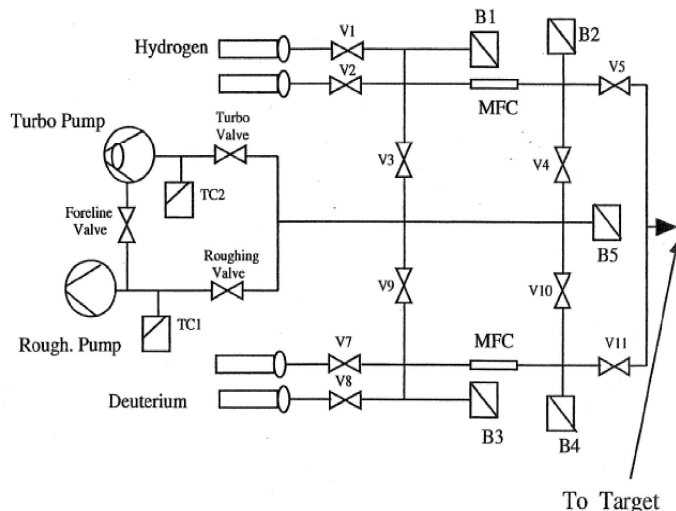 B1
B2
Hydrogen
V1
V2
V5
MFC
Turbo Pump
Turbo
Valve
V3
V4
TC2
Foreline
Valve
B5
Roughing
Valve
V9
V10
TC1
Rough. Pump
V7
MFC
V11
V8
Deuterium
B3
B4
To Target